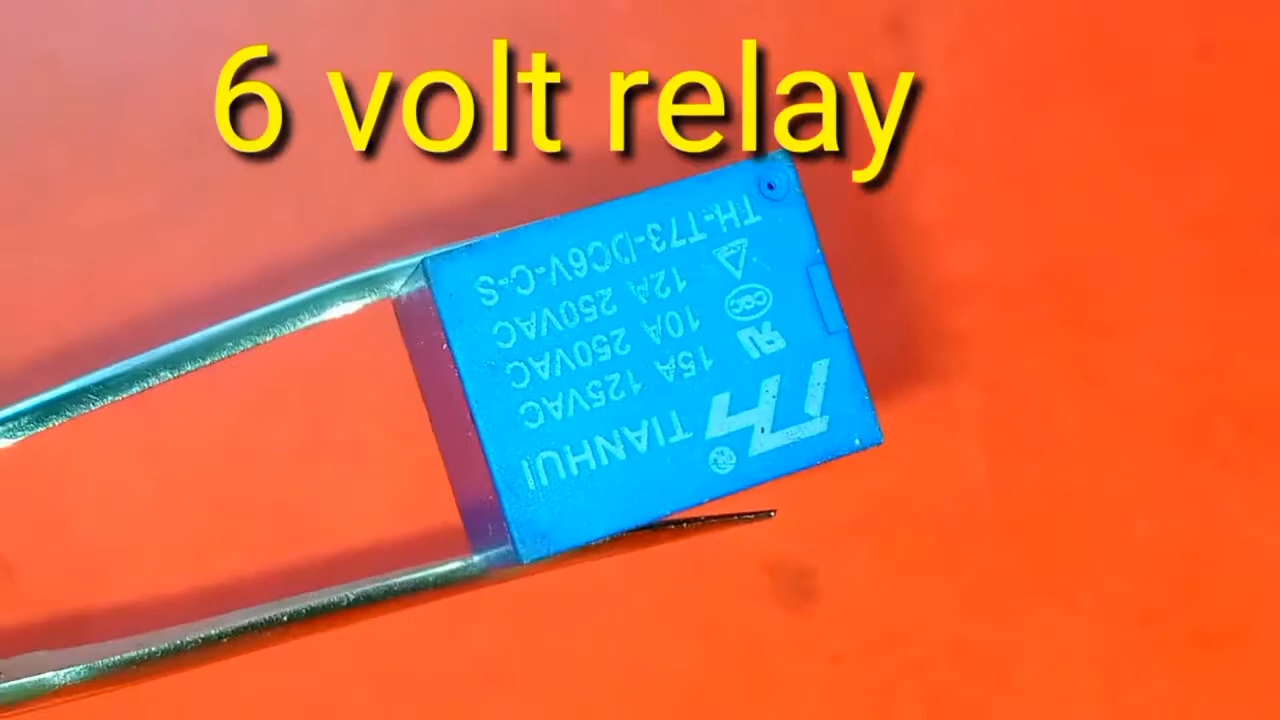 6 volt relay
TIANHUI
15A 125VAC
10A 250VAC
12A 250VAC
TH-T73-DC6V-C-S